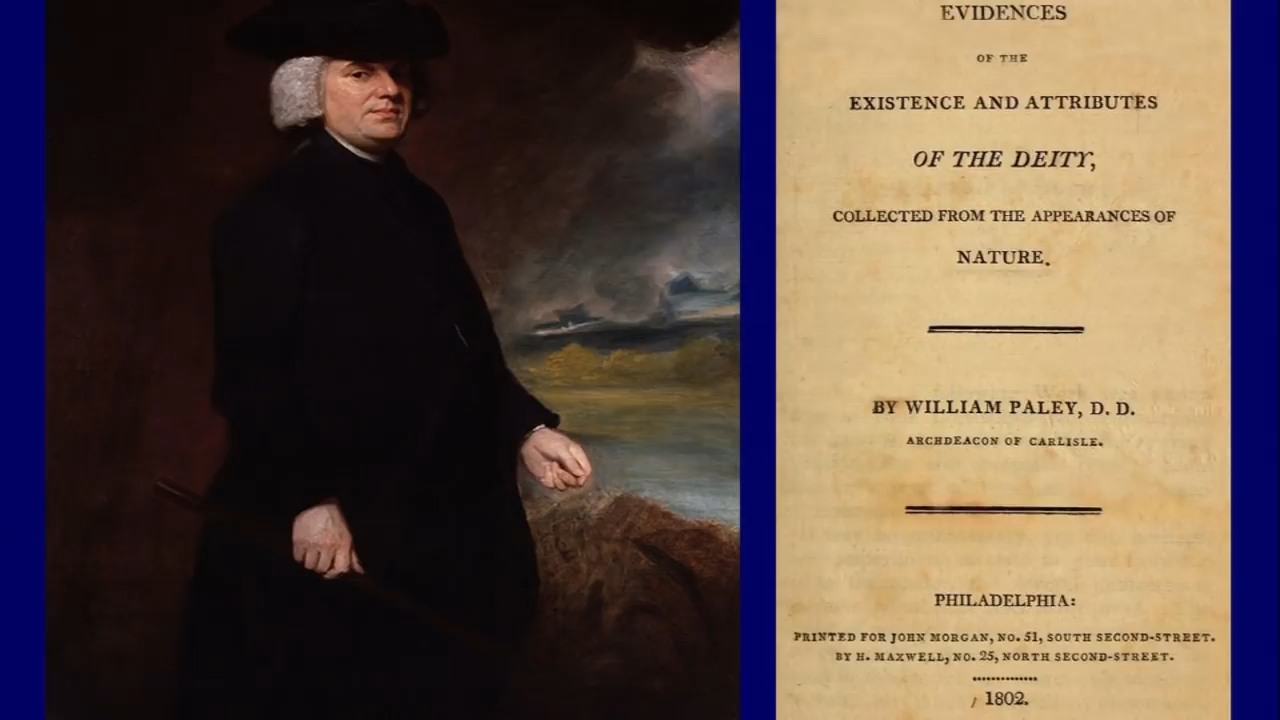 EVIDENCES
OF THE
EXISTENCE AND ATTRIBUTES
OF THE DEITY,
COLLECTED FROM THE APPEARANCES OF
NATURE.
BY WILLIAM PALEY, D. D.
ARCHDEACON OF CARLISLE.
PHILADELPHIA:
PRINTED FOR JOHN MORGAN, NO. 51, SOUTH SECOND-STREET.
BY H. MAXWELL, NO. 25, NORTH SECOND-STREET.
1802.